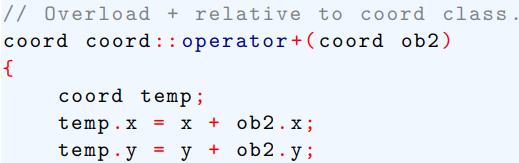 // Overload + relative to coord class.
coord coord::operator+(coord ob2)
{
coord temp;
temp.x = x + ob2.x;
temp.y = y + ob2.y;